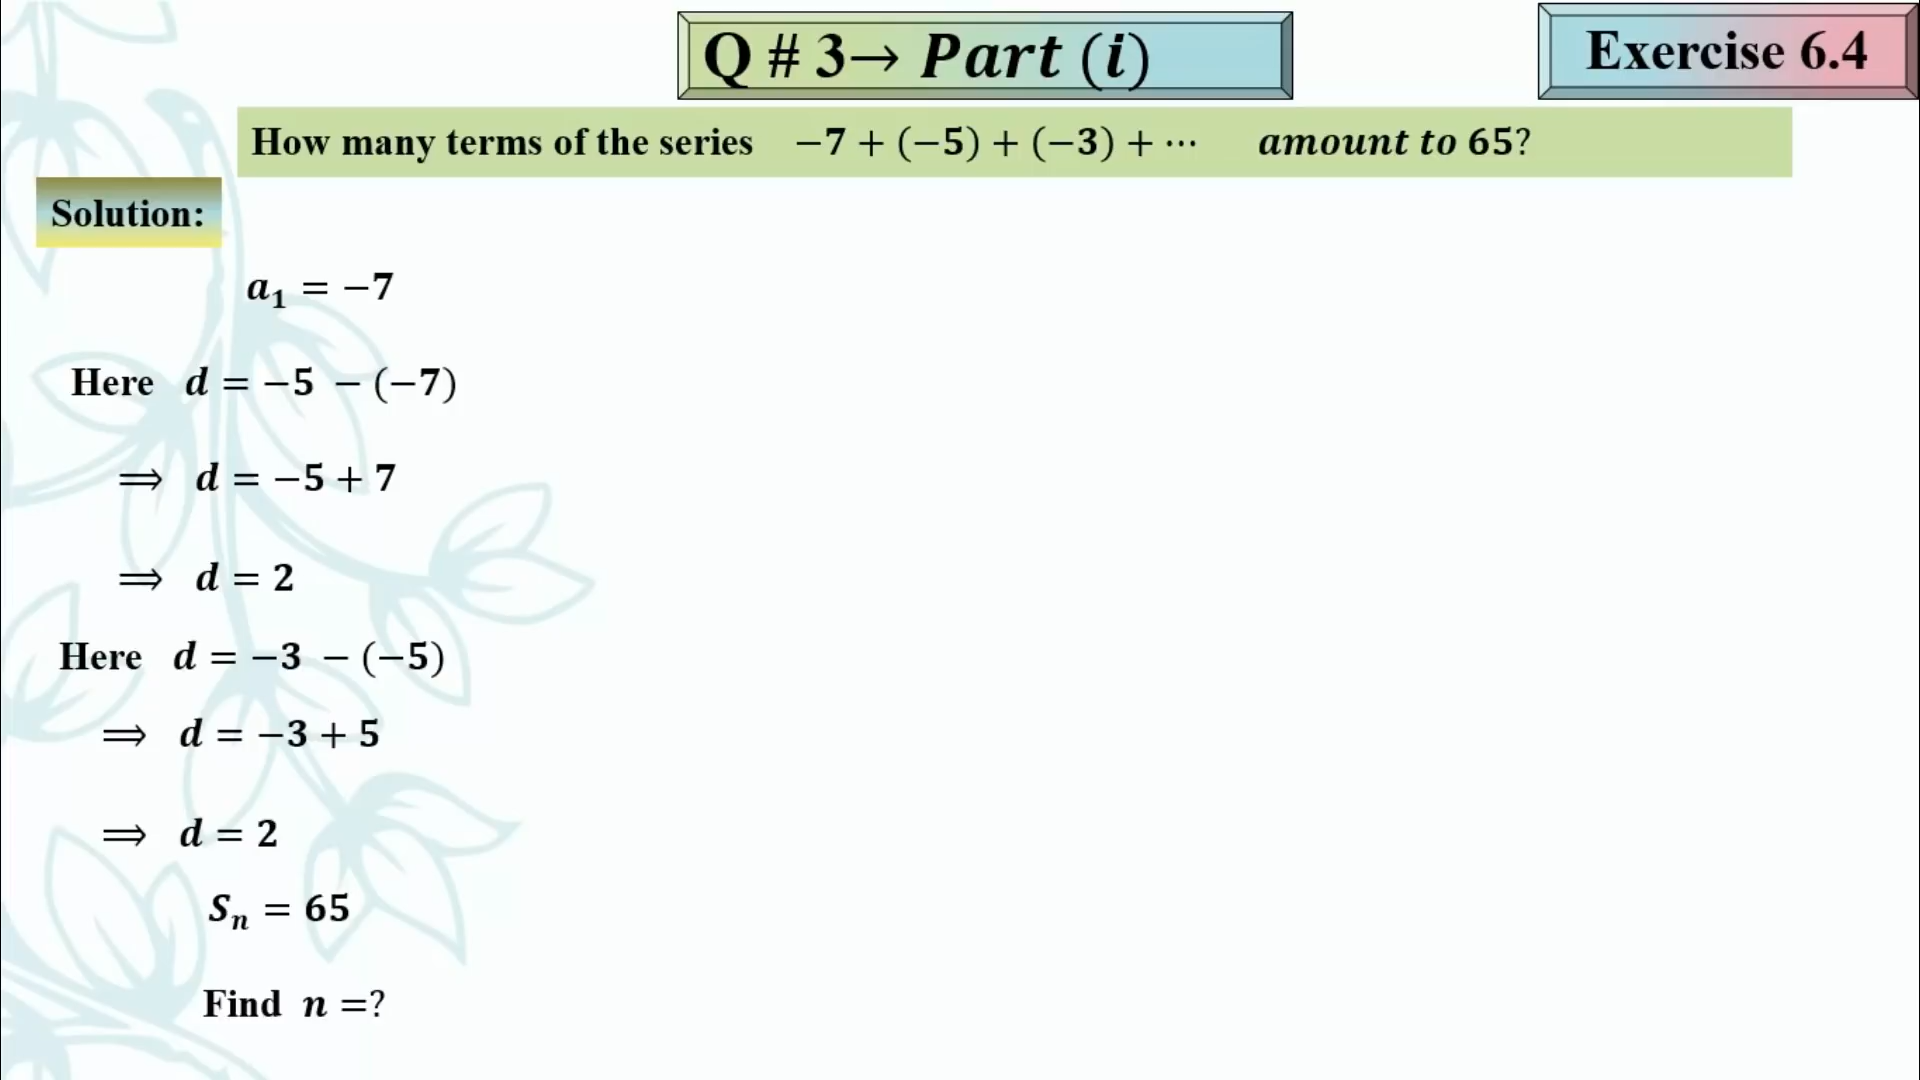 Q # 3→ Part (i)
Exercise 6.4
How many terms of the series −7 + (−5) + (−3) + ⋯ amount to 65?
Solution:
a₁ = −7
Here d = −5 − (−7)
⟹ d = −5 + 7
⟹ d = 2
Here d = −3 − (−5)
⟹ d = −3 + 5
⟹ d = 2
Sₙ = 65
Find n =?